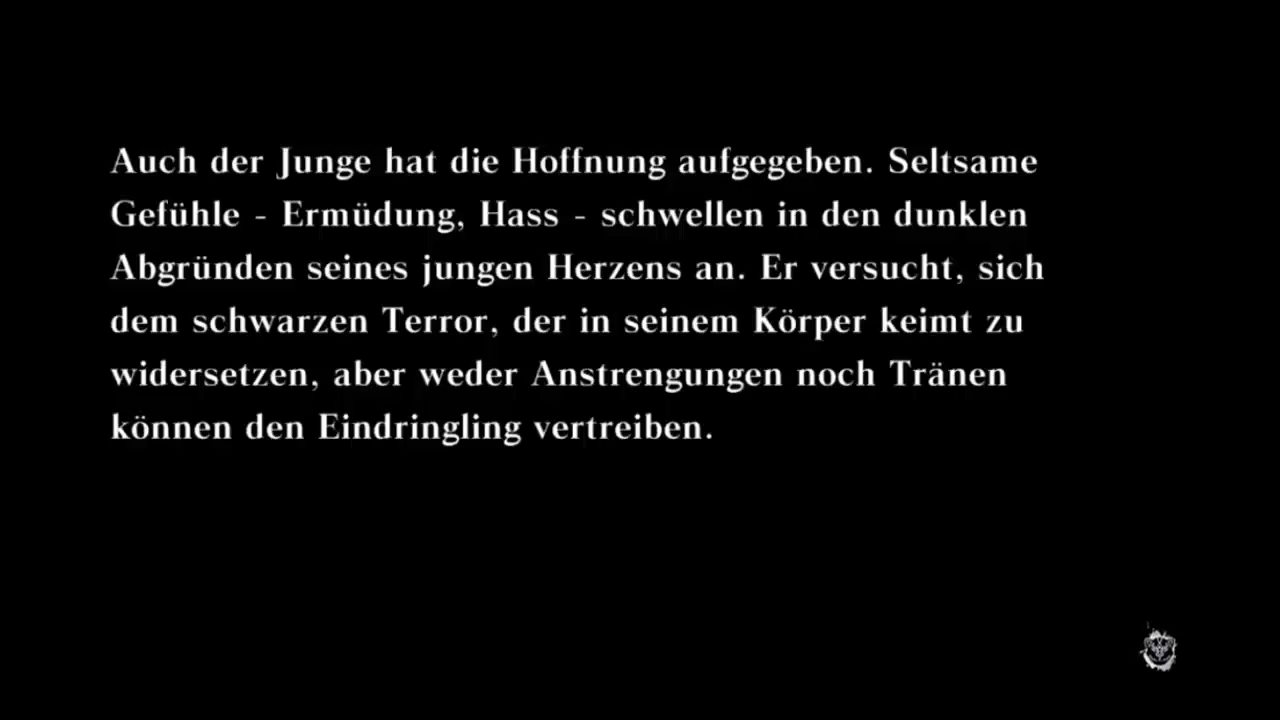 Auch der Junge hat die Hoffnung aufgegeben. Seltsame
Gefühle - Ermüdung, Hass - schwellen in den dunklen
Abgründen seines jungen Herzens an. Er versucht, sich
dem schwarzen Terror, der in seinem Körper keimt zu
widersetzen, aber weder Anstrengungen noch Tränen
können den Eindringling vertreiben.